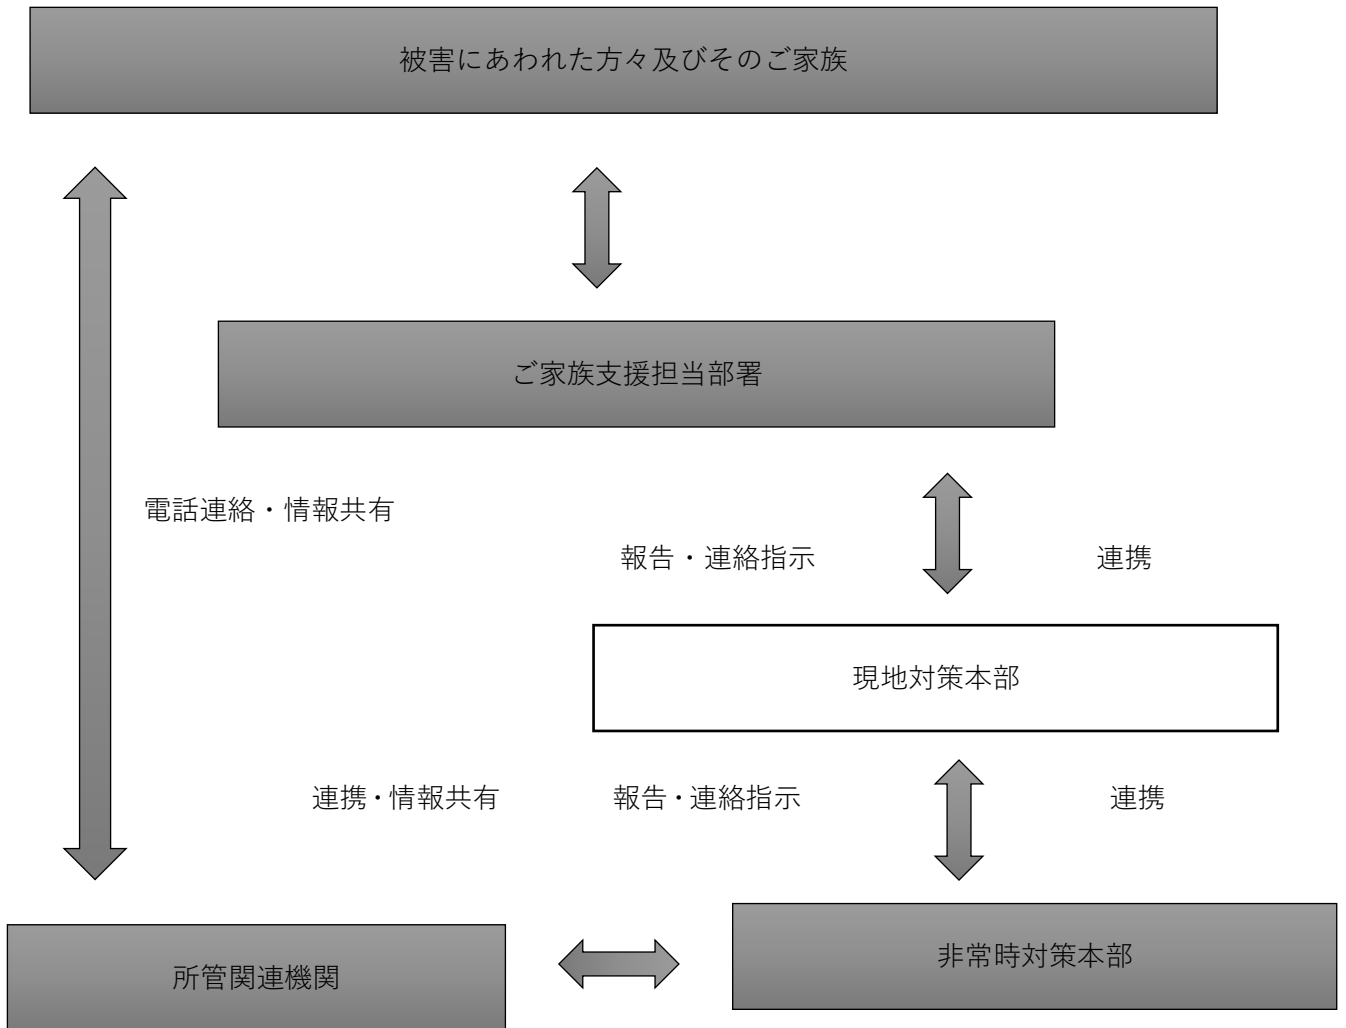 被害にあわれた方々及びそのご家族
ご家族支援担当部署
電話連絡・情報共有
報告・連絡指示
連携
現地対策本部
連携・情報共有
報告・連絡指示
連携
非常時対策本部
所管関連機関